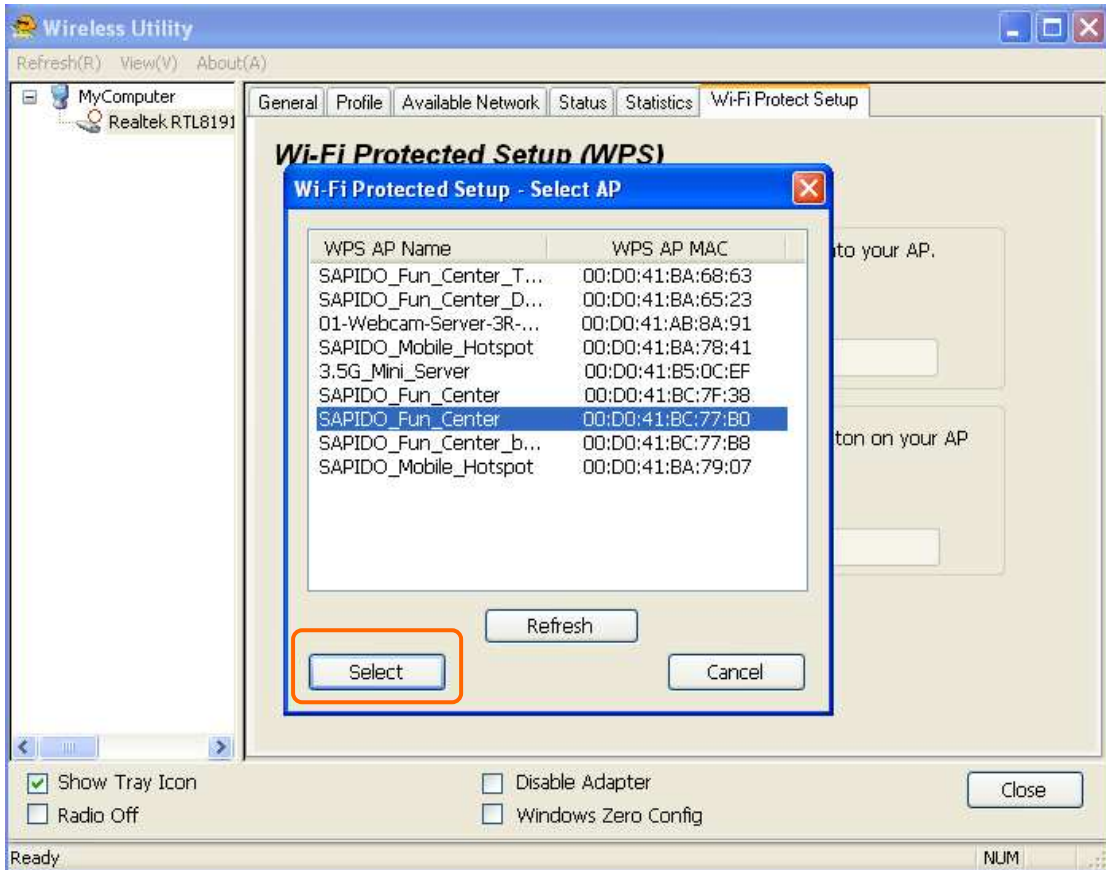 Wireless Utility
Refresh(R) View(V) About(A)
MyComputer
Realtek RTL8191
General Profile Available Network Status Statistics Wi-Fi Protect Setup
Wi-Fi Protected Setup (WPS)
Wi-Fi Protected Setup - Select AP
WPS AP Name WPS AP MAC
SAPIDO_Fun_Center_T... 00:D0:41:BA:68:63
SAPIDO_Fun_Center_D... 00:D0:41:BA:65:23
01-Webcam-Server-3R-... 00:D0:41:AB:8A:91
SAPIDO_Mobile_Hotspot 00:D0:41:BA:78:41
3.5G_Mini_Server 00:D0:41:B5:0C:EF
SAPIDO_Fun_Center 00:D0:41:BC:7F:38
SAPIDO_Fun_Center 00:D0:41:BC:77:B0
SAPIDO_Fun_Center_b... 00:D0:41:BC:77:B8
SAPIDO_Mobile_Hotspot 00:D0:41:BA:79:07
your AP.
on your AP
Refresh
Select Cancel
Show Tray Icon Disable Adapter
Radio Off Windows Zero Config
Close
Ready NUM